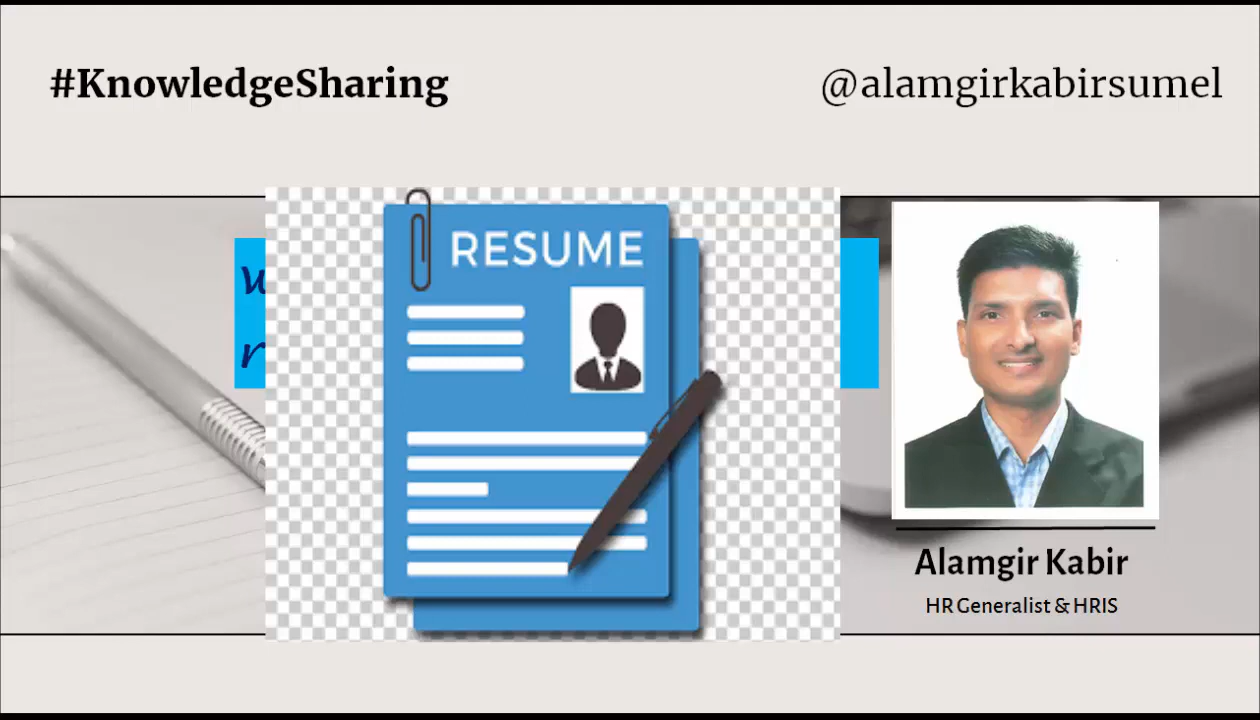 #KnowledgeSharing
@alamgirkabirsumel
RESUME
Alamgir Kabir
HR Generalist & HRIS